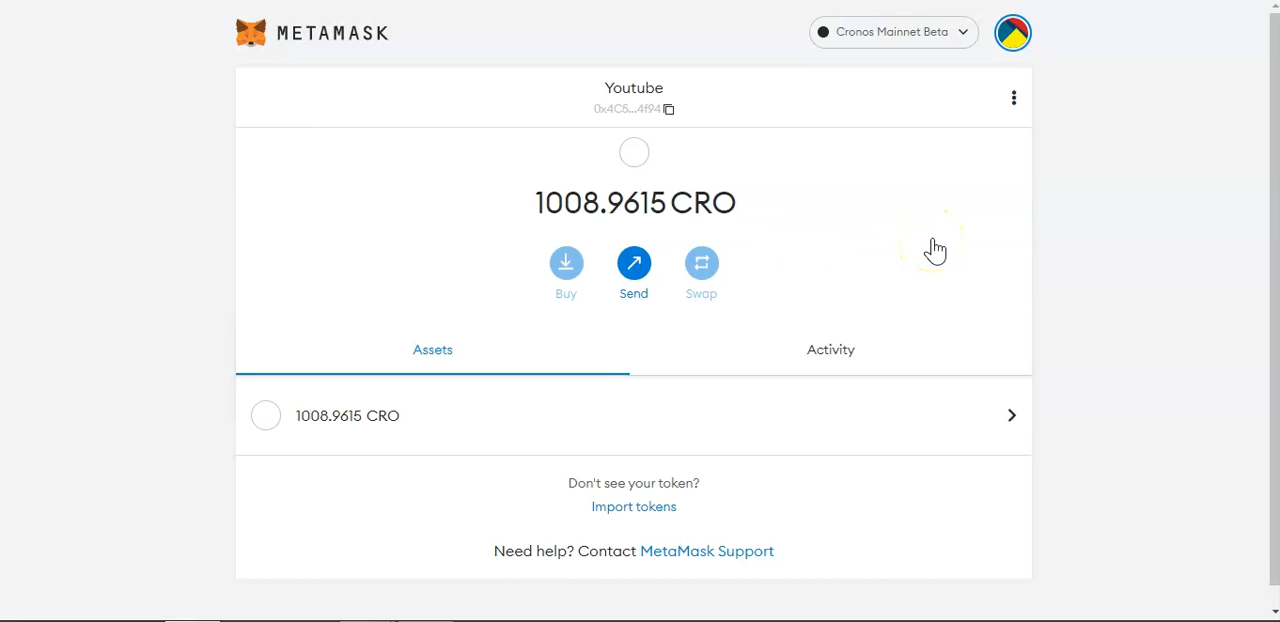 METAMASK
Cronos Mainnet Beta
Youtube
0x4C5...4f94
1008.9615 CRO
Buy
Send
Swap
Assets
Activity
1008.9615 CRO
Don't see your token?
Import tokens
Need help? Contact MetaMask Support